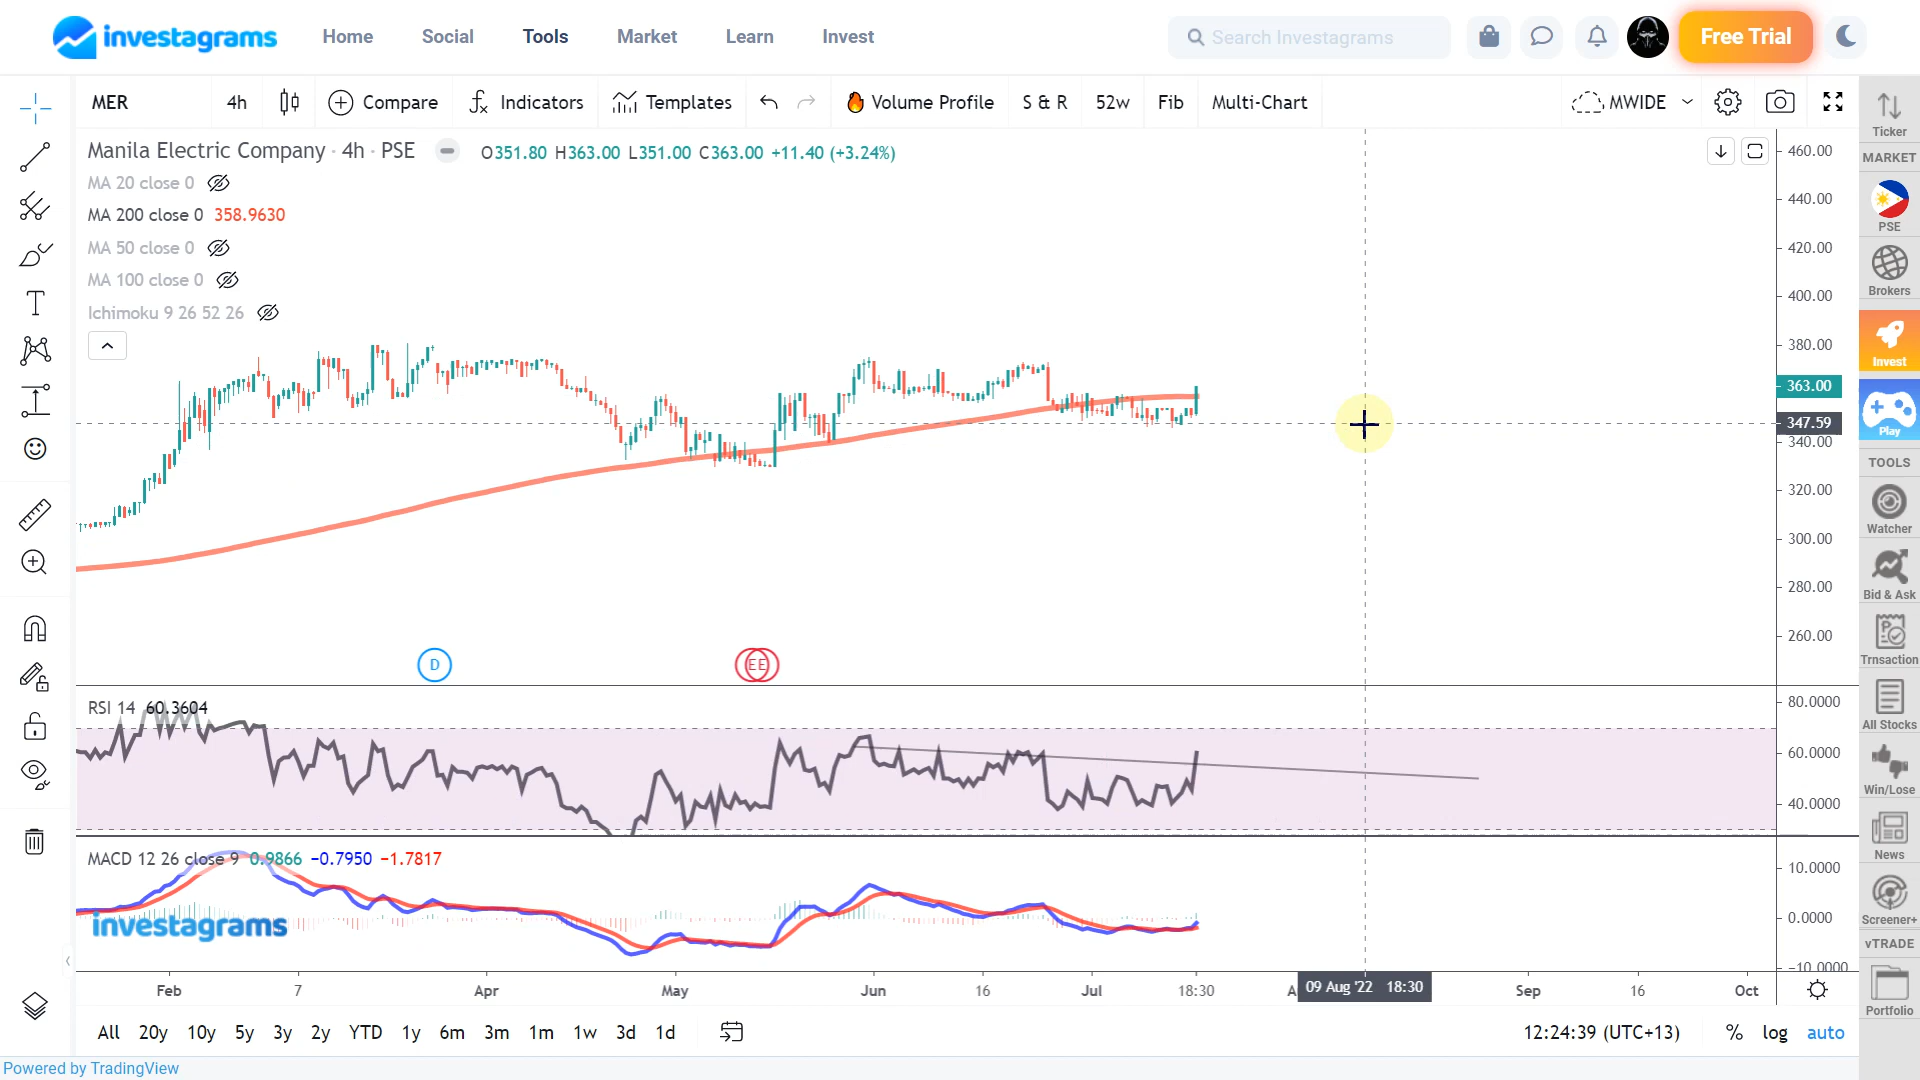 investagrams
Home Social Tools Market Learn Invest
Search Investagrams
Free Trial
MER 4h Compare Indicators Templates Volume Profile S & R 52w Fib Multi-Chart MWIDE
Manila Electric Company · 4h · PSE O351.80 H363.00 L351.00 C363.00 +11.40 (+3.24%)
MA 20 close 0
MA 200 close 0 358.9630
MA 50 close 0
MA 100 close 0
Ichimoku 9 26 52 26
460.00
440.00
420.00
400.00
380.00
363.00
347.59
340.00
320.00
300.00
280.00
260.00
D
EE
RSI 14 60.3604
80.0000
60.0000
40.0000
MACD 12 26 close 9 0.9866 −0.7950 −1.7817
10.0000
0.0000
−10.0000
investagrams
Feb 7 Apr May Jun 16 Jul 18:30 09 Aug '22 18:30 Sep 16 Oct
All 20y 10y 5y 3y 2y YTD 1y 6m 3m 1m 1w 3d 1d
12:24:39 (UTC+13) % log auto
Powered by TradingView
Ticker
MARKET
PSE
Brokers
Invest
Play
TOOLS
Watcher
Bid & Ask
Trnsaction
All Stocks
Win/Lose
News
Screener+
vTRADE
Portfolio